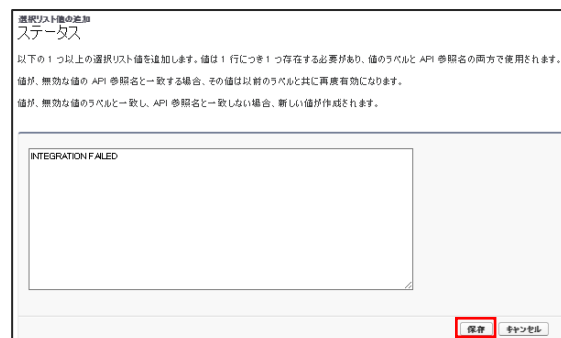 選択リスト値の追加
ステータス
以下の 1 つ以上の選択リスト値を追加します。値は 1 行につき 1 つ存在する必要があり、値のラベルと API 参照名の両方で使用されます。
値が、無効な値の API 参照名と一致する場合、その値は以前のラベルと共に再度有効になります。
値が、無効な値のラベルと一致し、API 参照名と一致しない場合、新しい値が作成されます。
INTEGRATION FAILED
保存 キャンセル